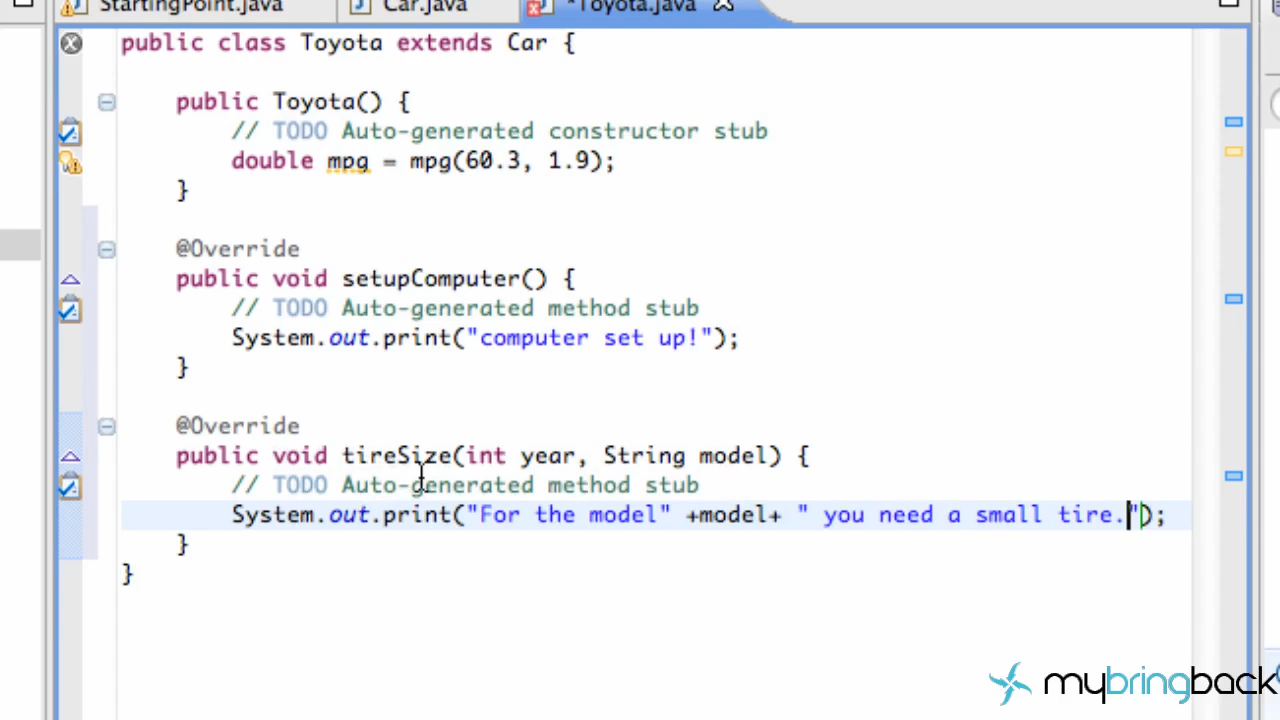 StartingPoint.java Car.java *Toyota.java
public class Toyota extends Car {
public Toyota() {
// TODO Auto-generated constructor stub
double mpg = mpg(60.3, 1.9);
}
@Override
public void setupComputer() {
// TODO Auto-generated method stub
System.out.print("computer set up!");
}
@Override
public void tireSize(int year, String model) {
// TODO Auto-generated method stub
System.out.print("For the model" +model+ " you need a small tire.");
}
}
mybringback